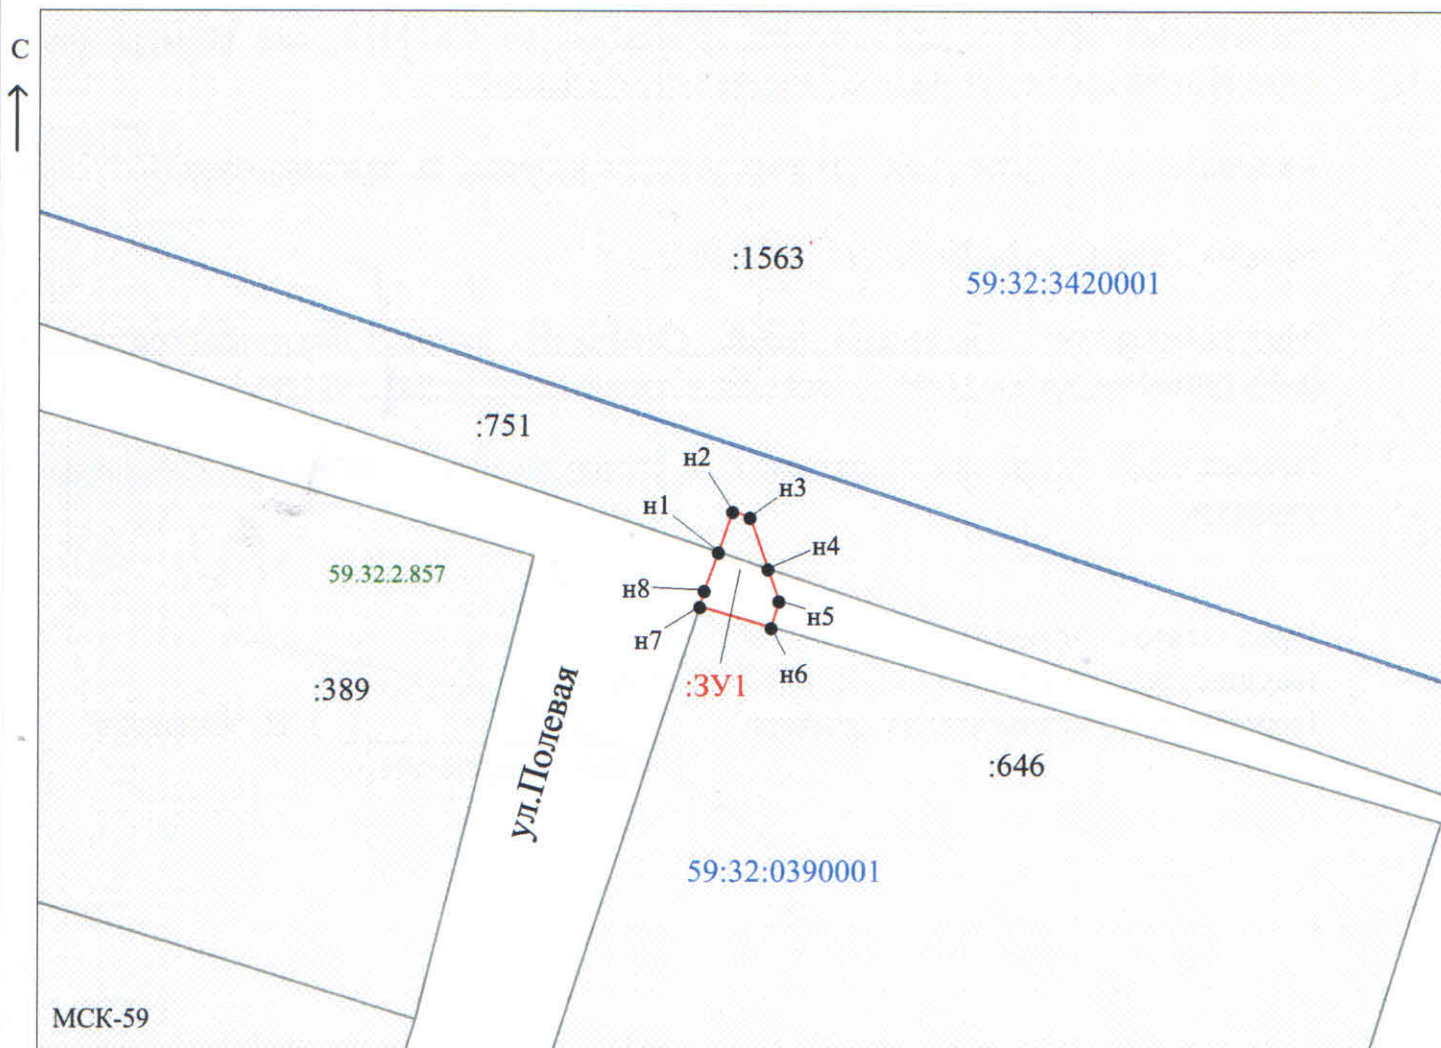 С
:1563
59:32:3420001
:751
н2
н3
н1
н4
59.32.2.857
н8
н5
н7
н6
:389
:ЗУ1
ул.Полевая
:646
59:32:0390001
МСК-59